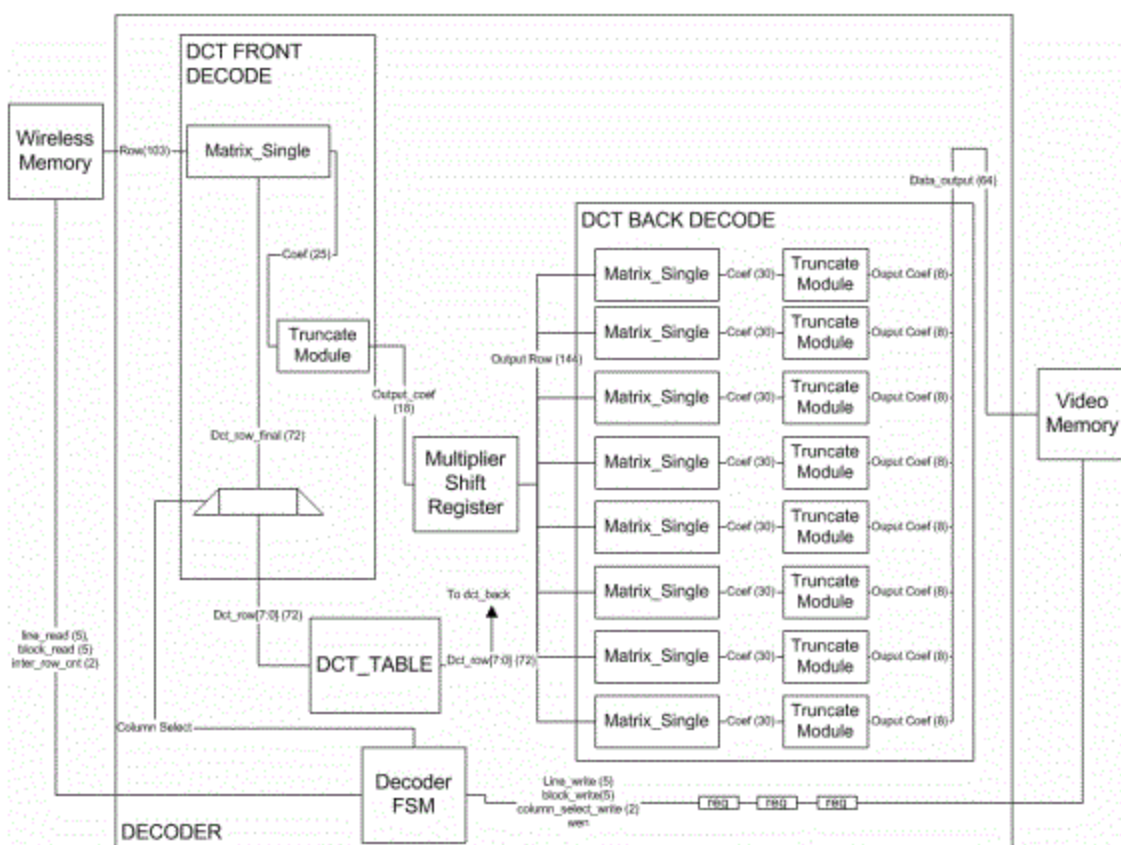 DCT FRONT
DECODE
Wireless
Memory
Row(103)
Matrix_Single
Coef (25)
Truncate
Module
Output_coef
(18)
Dct_row_final (72)
Multiplier
Shift
Register
Dct_row[7:0] (72)
DCT_TABLE
To dct_back
Dct_row[7:0] (72)
line_read (5),
block_read (5)
inter_row_cnt (2)
Column Select
Decoder
FSM
DECODER
Data_output (64)
DCT BACK DECODE
Output Row (144)
Matrix_Single
Coef (30)
Truncate
Module
Ouput Coef (8)
Matrix_Single
Coef (30)
Truncate
Module
Ouput Coef (8)
Matrix_Single
Coef (30)
Truncate
Module
Ouput Coef (8)
Matrix_Single
Coef (30)
Truncate
Module
Ouput Coef (8)
Matrix_Single
Coef (30)
Truncate
Module
Ouput Coef (8)
Matrix_Single
Coef (30)
Truncate
Module
Ouput Coef (8)
Matrix_Single
Coef (30)
Truncate
Module
Ouput Coef (8)
Matrix_Single
Coef (30)
Truncate
Module
Ouput Coef (8)
Video
Memory
Line_write (5)
block_write(5)
column_select_write (2)
wen
reg
reg
reg